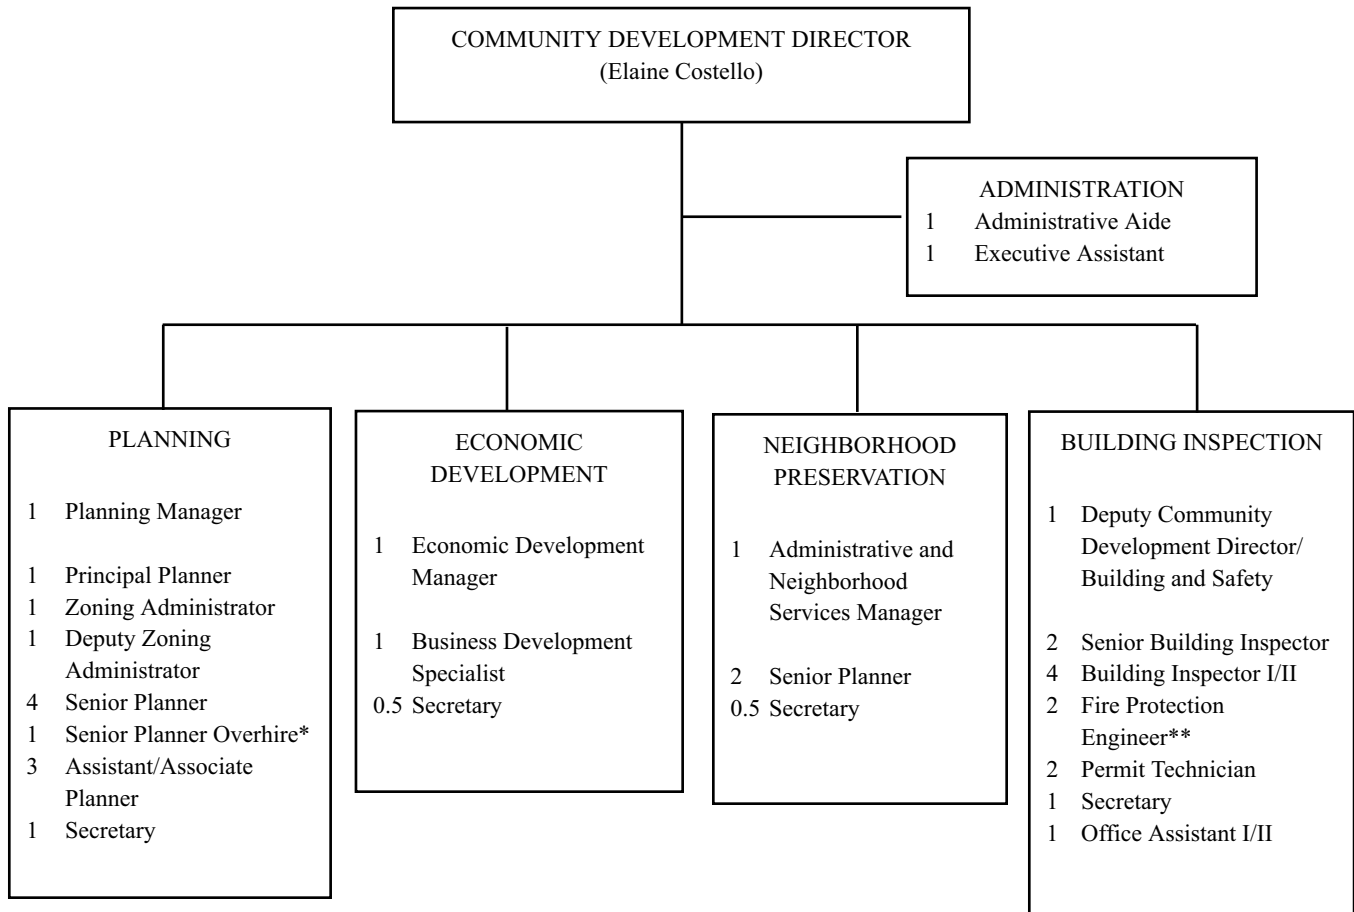 COMMUNITY DEVELOPMENT DIRECTOR
(Elaine Costello)
ADMINISTRATION
1 Administrative Aide
1 Executive Assistant
PLANNING
1 Planning Manager
1 Principal Planner
1 Zoning Administrator
1 Deputy Zoning
Administrator
4 Senior Planner
1 Senior Planner Overhire*
3 Assistant/Associate
Planner
1 Secretary
ECONOMIC
DEVELOPMENT
1 Economic Development
Manager
1 Business Development
Specialist
0.5 Secretary
NEIGHBORHOOD
PRESERVATION
1 Administrative and
Neighborhood
Services Manager
2 Senior Planner
0.5 Secretary
BUILDING INSPECTION
1 Deputy Community
Development Director/
Building and Safety
2 Senior Building Inspector
4 Building Inspector I/II
2 Fire Protection
Engineer**
2 Permit Technician
1 Secretary
1 Office Assistant I/II